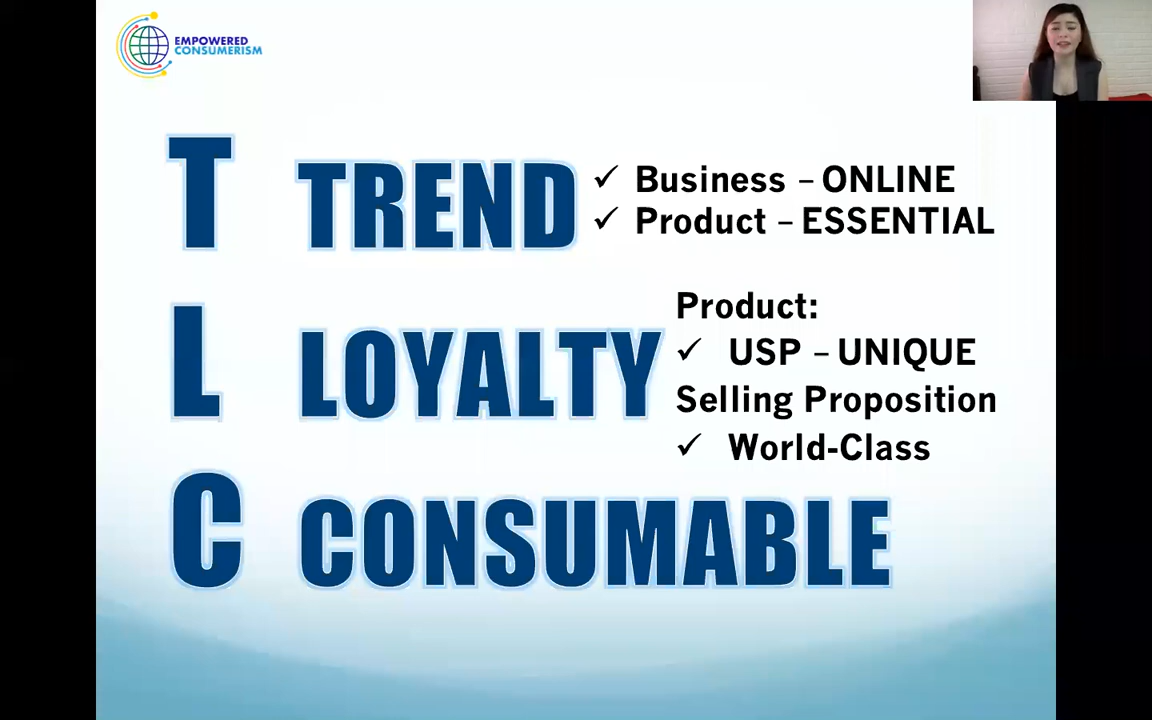 EMPOWERED
CONSUMERISM
T TREND
✓ Business – ONLINE
✓ Product – ESSENTIAL
L LOYALTY
Product:
✓ USP – UNIQUE
Selling Proposition
✓ World-Class
C CONSUMABLE